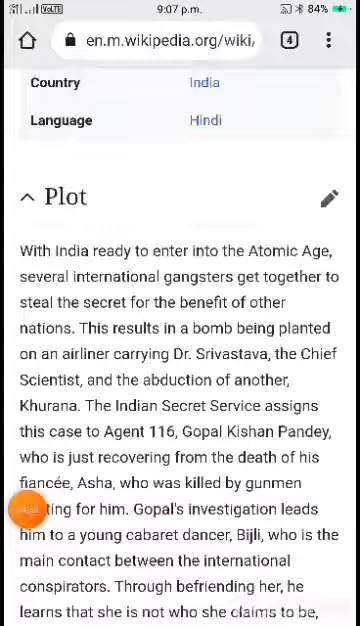 VoLTE 9:07 p.m. 84%
en.m.wikipedia.org/wiki/ 4
Country India
Language Hindi
Plot
With India ready to enter into the Atomic Age,
several international gangsters get together to
steal the secret for the benefit of other
nations. This results in a bomb being planted
on an airliner carrying Dr. Srivastava, the Chief
Scientist, and the abduction of another,
Khurana. The Indian Secret Service assigns
this case to Agent 116, Gopal Kishan Pandey,
who is just recovering from the death of his
fiancée, Asha, who was killed by gunmen
ting for him. Gopal's investigation leads
him to a young cabaret dancer, Bijli, who is the
main contact between the international
conspirators. Through befriending her, he
learns that she is not who she claims to be,